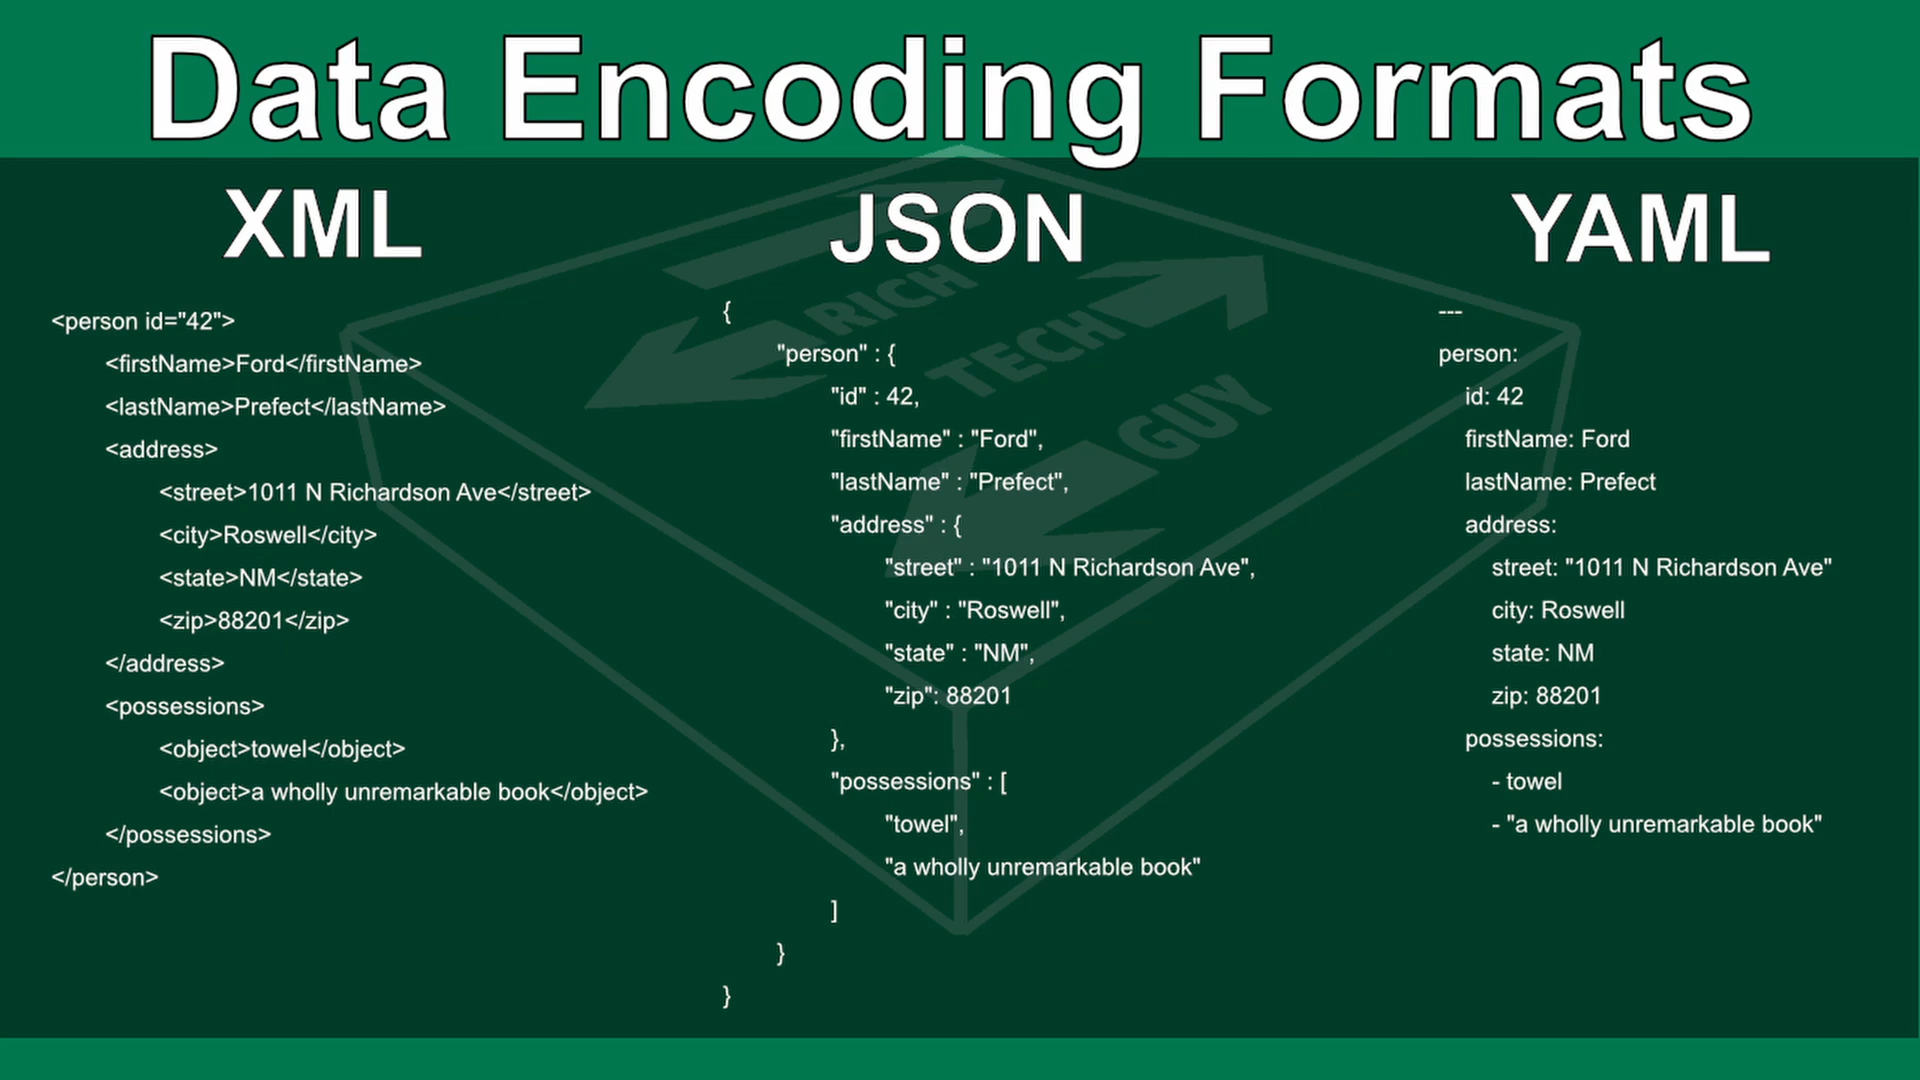 Data Encoding Formats
XML
<person id="42">
<firstName>Ford</firstName>
<lastName>Prefect</lastName>
<address>
<street>1011 N Richardson Ave</street>
<city>Roswell</city>
<state>NM</state>
<zip>88201</zip>
</address>
<possessions>
<object>towel</object>
<object>a wholly unremarkable book</object>
</possessions>
</person>
JSON
{
"person" : {
"id" : 42,
"firstName" : "Ford",
"lastName" : "Prefect",
"address" : {
"street" : "1011 N Richardson Ave",
"city" : "Roswell",
"state" : "NM",
"zip": 88201
},
"possessions" : [
"towel",
"a wholly unremarkable book"
]
}
}
YAML
---
person:
id: 42
firstName: Ford
lastName: Prefect
address:
street: "1011 N Richardson Ave"
city: Roswell
state: NM
zip: 88201
possessions:
- towel
- "a wholly unremarkable book"
RICH
TECH
GUY